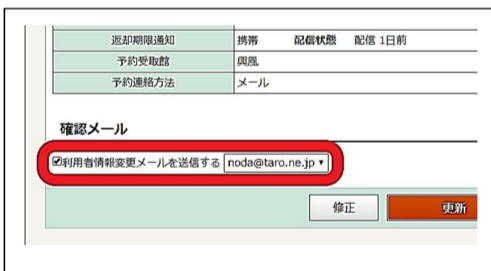 返却期限通知 携帯 配信状態 配信 1日前
予約受取館 興風
予約連絡方法 メール
確認メール
☑利用者情報変更メールを送信する noda@taro.ne.jp ▼
修正 更新